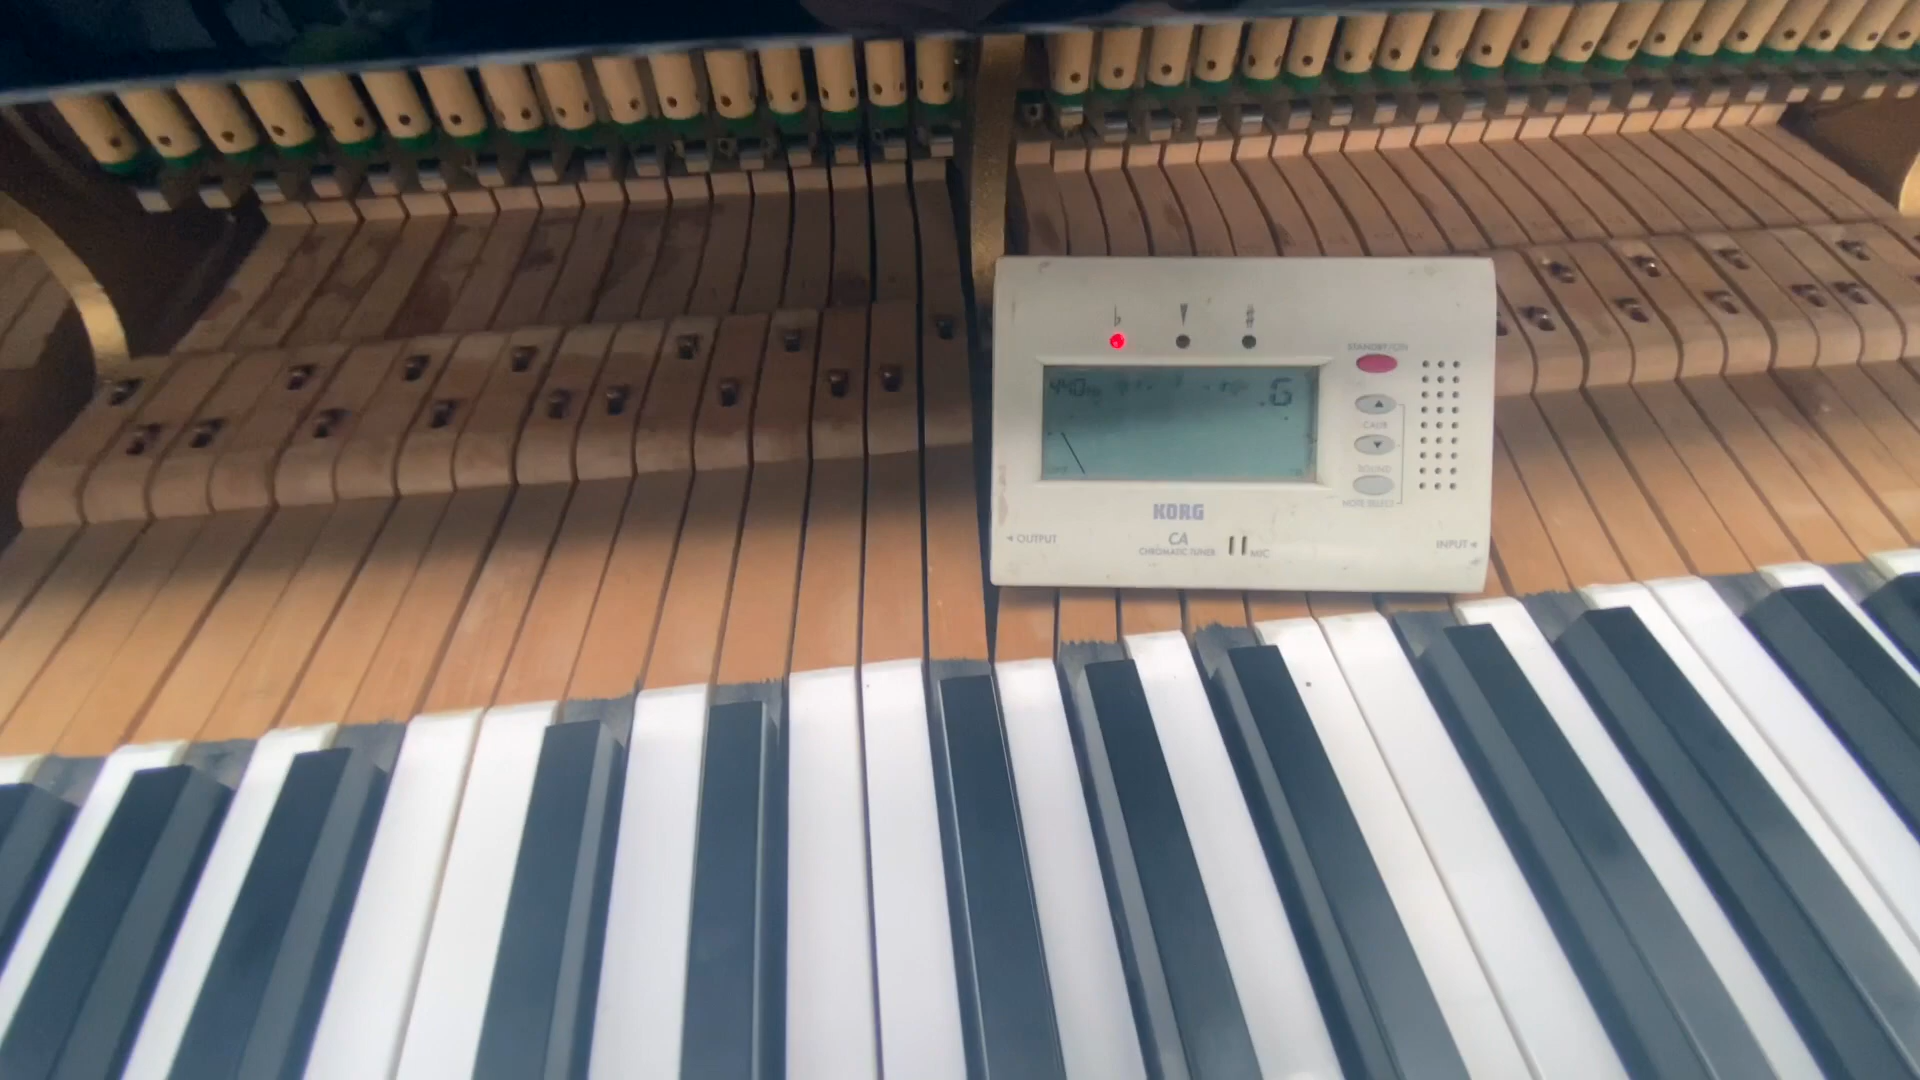 ♭ ♯
STANDBY/ON
440Hz G
CALIB
SOUND
NOTE SELECT
KORG
OUTPUT
CA
CHROMATIC TUNER
MIC
INPUT